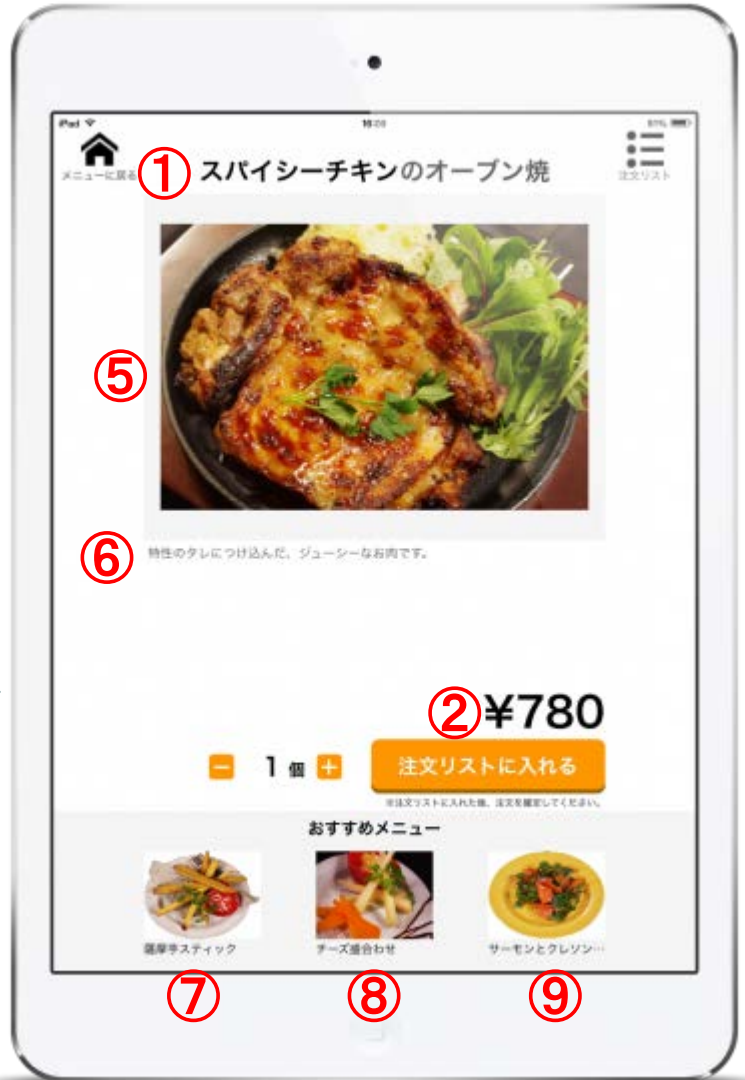 iPad
メニューに戻る
① スパイシーチキンのオーブン焼
注文リスト
⑤
⑥ 特性のタレにつけ込んだ、ジューシーなお肉です。
② ¥780
1 個
注文リストに入れる
※注文リストに入れた後、注文を確定してください。
おすすめメニュー
薩摩芋スティック
チーズ盛合わせ
サーモンとクレソン…
⑦ ⑧ ⑨